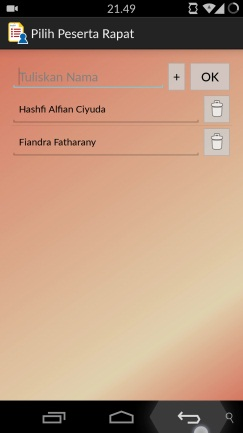 21.49
Pilih Peserta Rapat
Tuliskan Nama
+ OK
Hashfi Alfian Ciyuda
Fiandra Fatharany